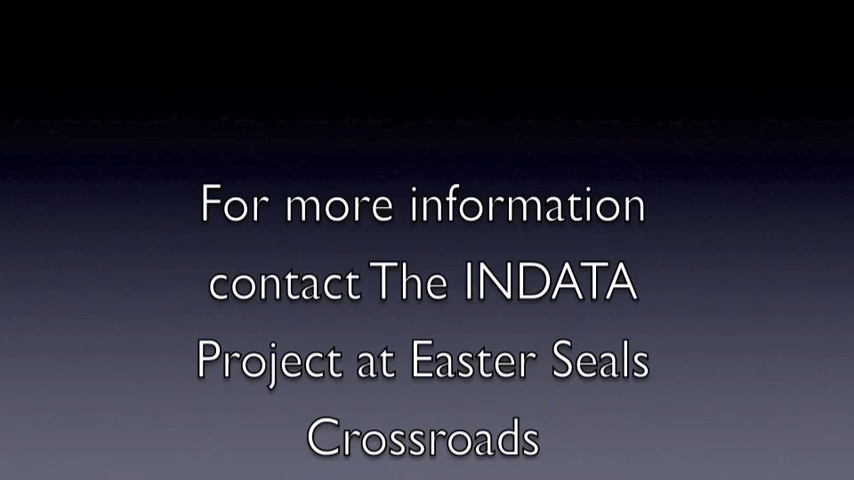 For more information
contact The INDATA
Project at Easter Seals
Crossroads